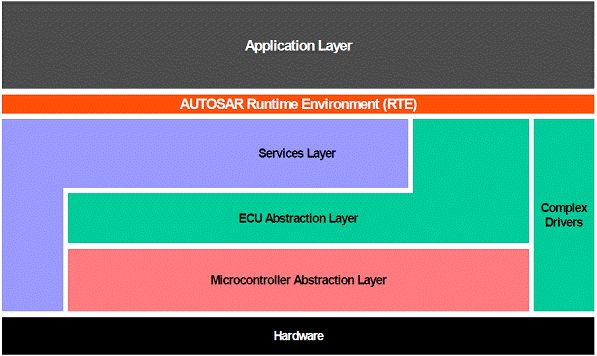 Application Layer
AUTOSAR Runtime Environment (RTE)
Services Layer
ECU Abstraction Layer
Complex
Drivers
Microcontroller Abstraction Layer
Hardware